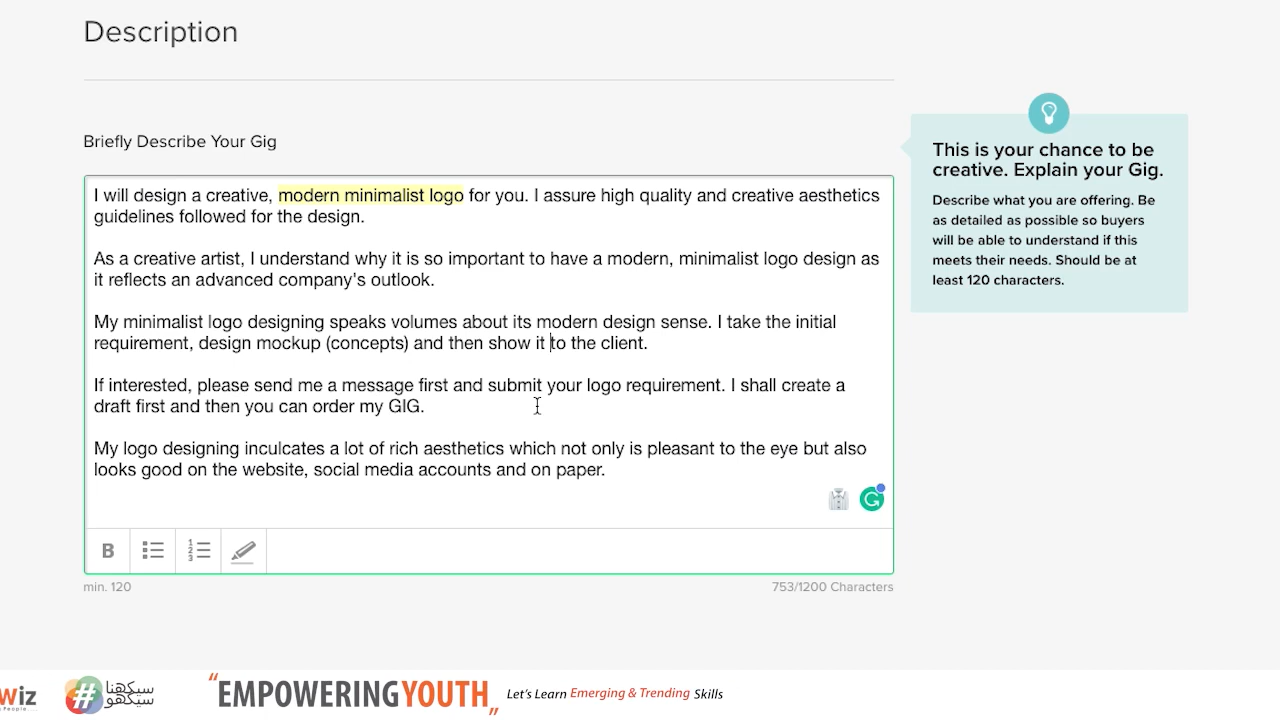 Description
Briefly Describe Your Gig
I will design a creative, modern minimalist logo for you. I assure high quality and creative aesthetics
guidelines followed for the design.
As a creative artist, I understand why it is so important to have a modern, minimalist logo design as
it reflects an advanced company's outlook.
My minimalist logo designing speaks volumes about its modern design sense. I take the initial
requirement, design mockup (concepts) and then show it to the client.
If interested, please send me a message first and submit your logo requirement. I shall create a
draft first and then you can order my GIG.
My logo designing inculcates a lot of rich aesthetics which not only is pleasant to the eye but also
looks good on the website, social media accounts and on paper.
B
min. 120
753/1200 Characters
This is your chance to be
creative. Explain your Gig.
Describe what you are offering. Be
as detailed as possible so buyers
will be able to understand if this
meets their needs. Should be at
least 120 characters.
Wiz
People....
#
سیکھنا
سیکھو
“EMPOWERINGYOUTH„
Let's Learn Emerging & Trending Skills